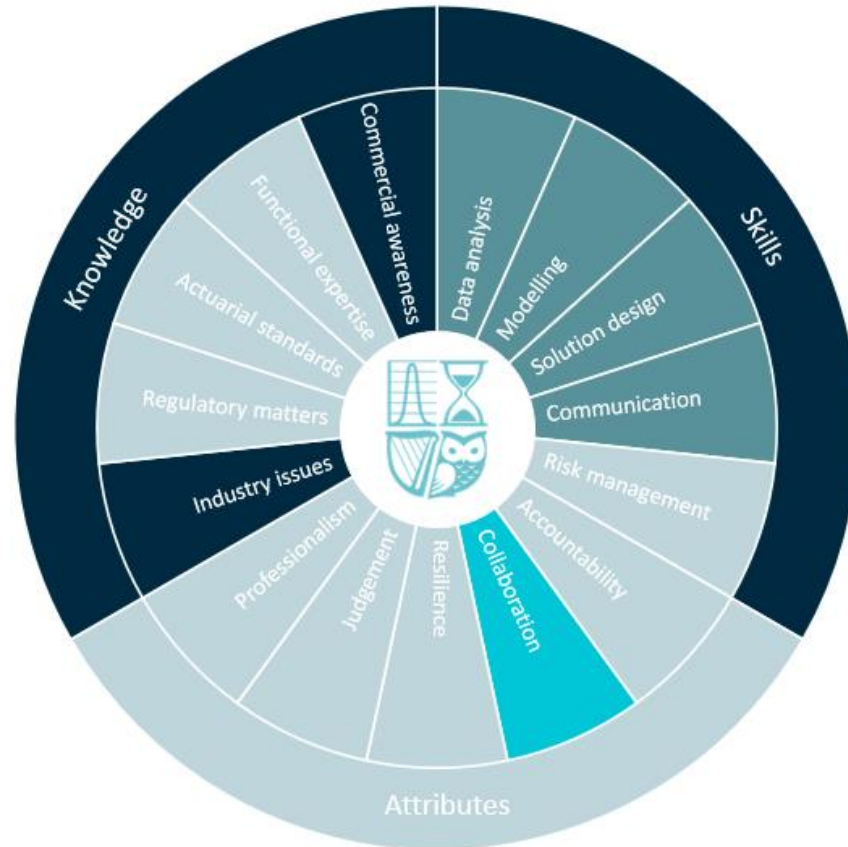 Knowledge
Skills
Attributes
Commercial awareness
Data analysis
Modelling
Solution design
Communication
Risk management
Accountability
Collaboration
Resilience
Judgement
Professionalism
Industry issues
Regulatory matters
Actuarial standards
Functional expertise